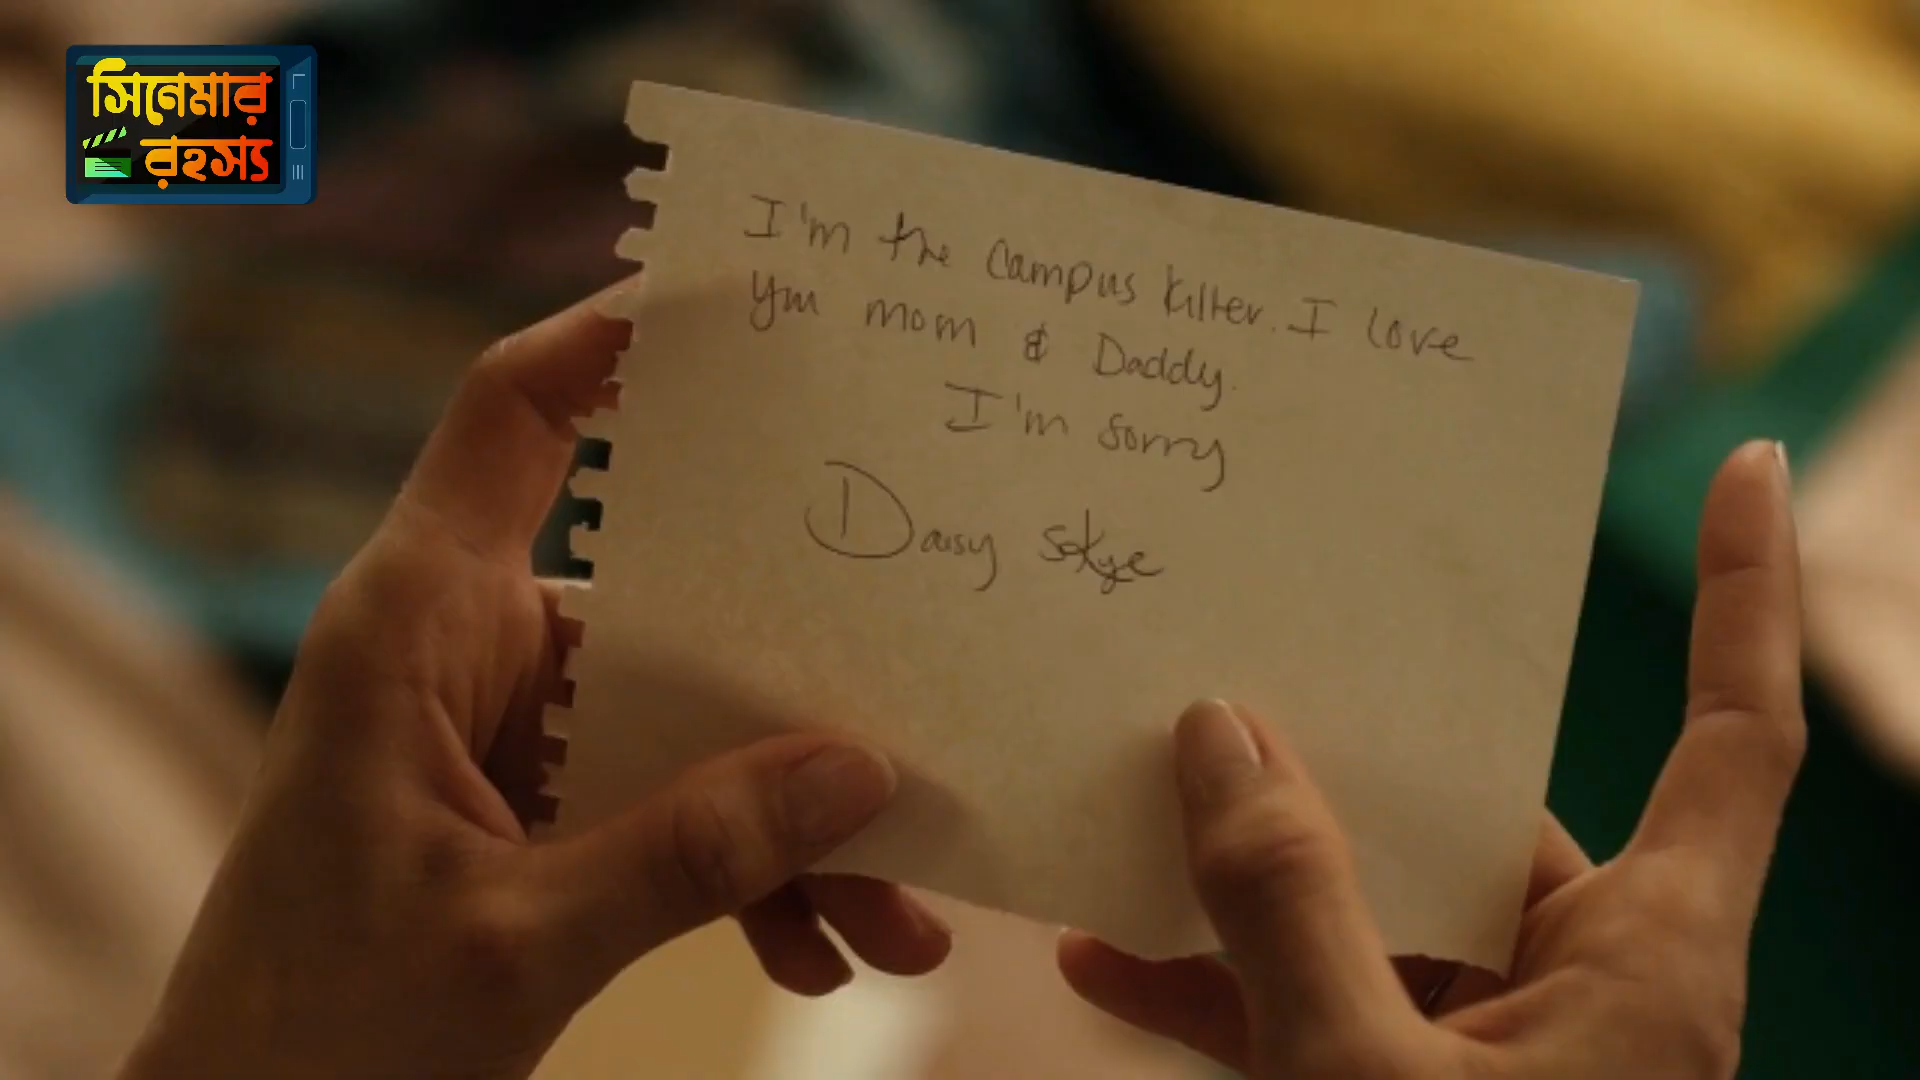 সিনেমার
রহস্য
I'm the Campus Killer. I love
you mom & Daddy.
I'm sorry
Daisy Skye